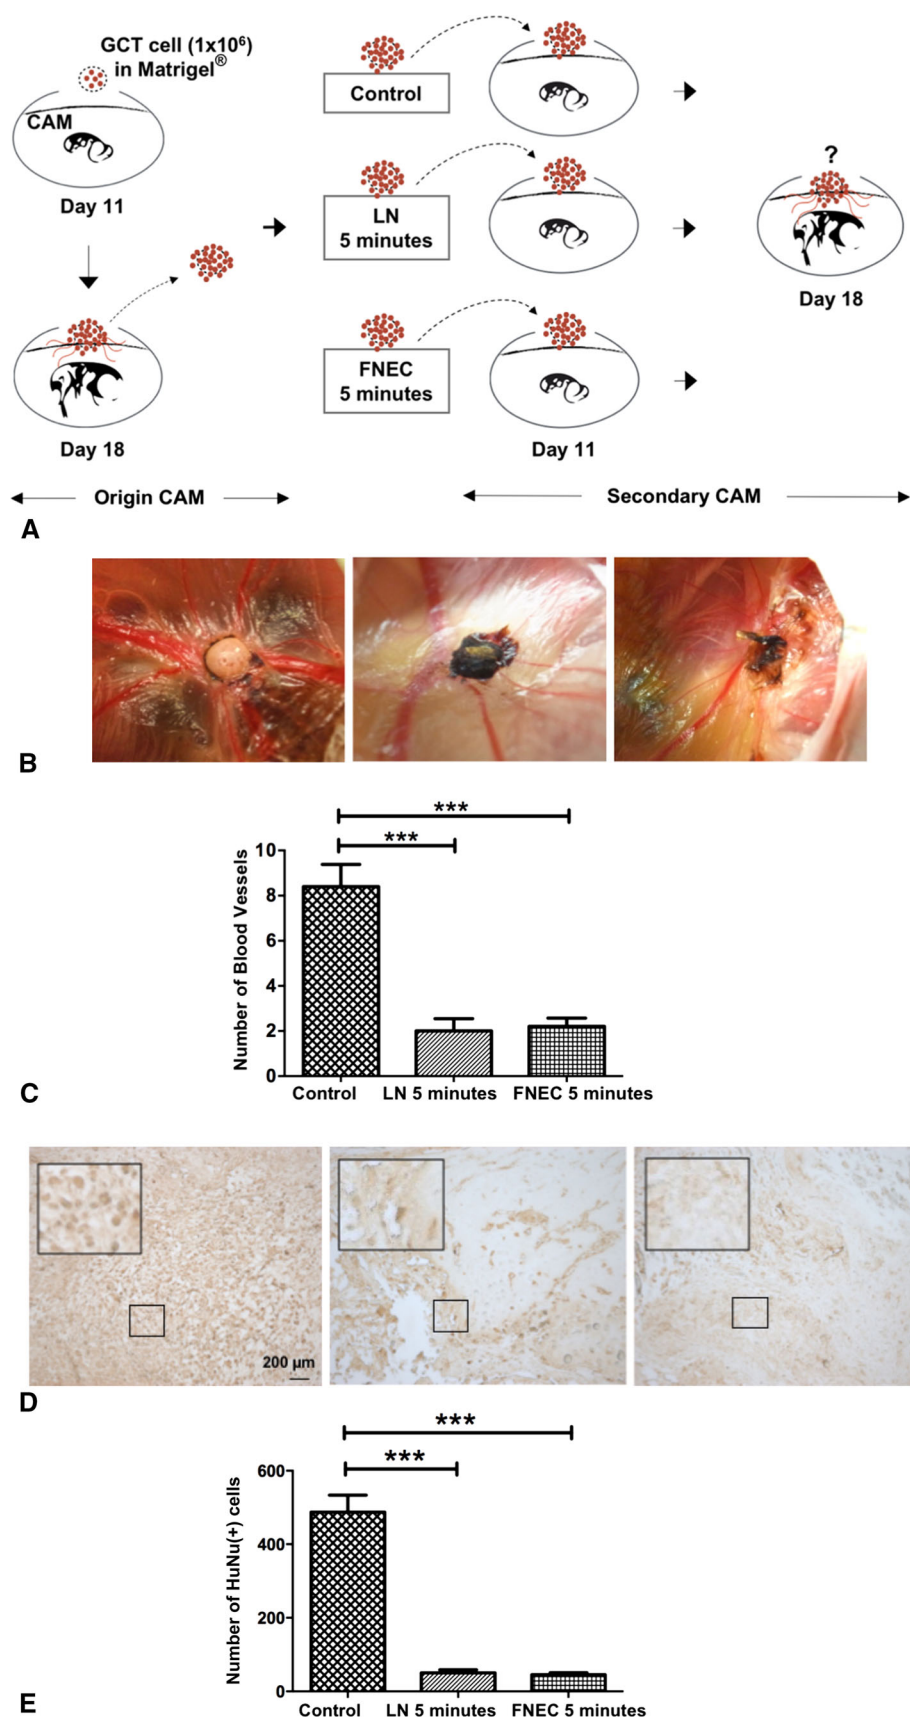 GCT cell (1x10⁶)
in Matrigel®
CAM
Day 11
Day 18
Control
LN
5 minutes
FNEC
5 minutes
Day 11
?
Day 18
Origin CAM
Secondary CAM
A
B
***
***
Number of Blood Vessels
10
8
6
4
2
0
Control LN 5 minutes FNEC 5 minutes
C
200 µm
D
***
***
Number of HuNu(+) cells
600
400
200
0
Control LN 5 minutes FNEC 5 minutes
E